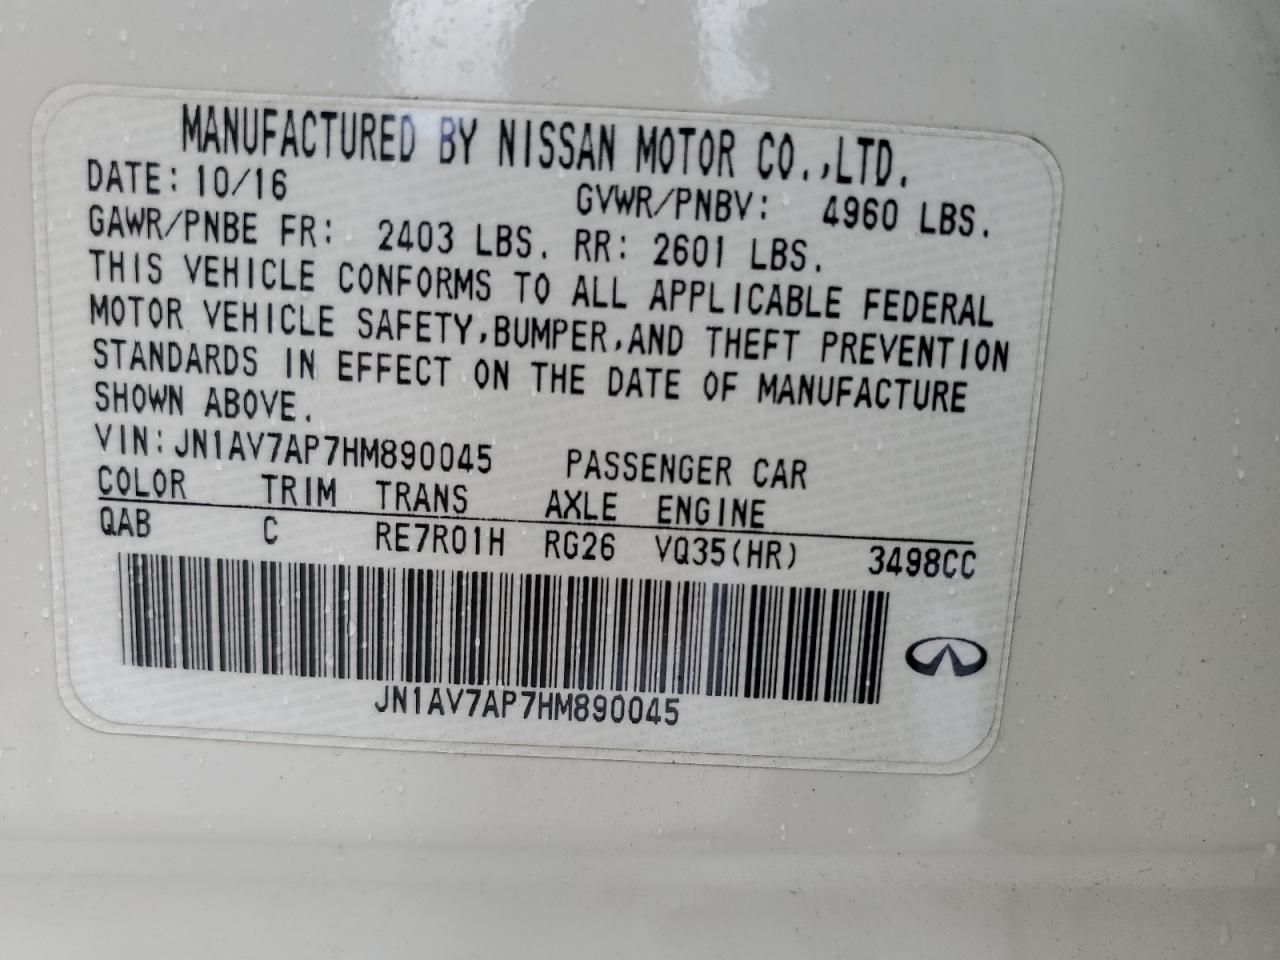 MANUFACTURED BY NISSAN MOTOR CO.,LTD.
DATE: 10/16 GVWR/PNBV: 4960 LBS.
GAWR/PNBE FR: 2403 LBS. RR: 2601 LBS.
THIS VEHICLE CONFORMS TO ALL APPLICABLE FEDERAL
MOTOR VEHICLE SAFETY,BUMPER,AND THEFT PREVENTION
STANDARDS IN EFFECT ON THE DATE OF MANUFACTURE
SHOWN ABOVE.
VIN: JN1AV7AP7HM890045 PASSENGER CAR
COLOR TRIM TRANS AXLE ENGINE
QAB C RE7R01H RG26 VQ35(HR) 3498CC
JN1AV7AP7HM890045